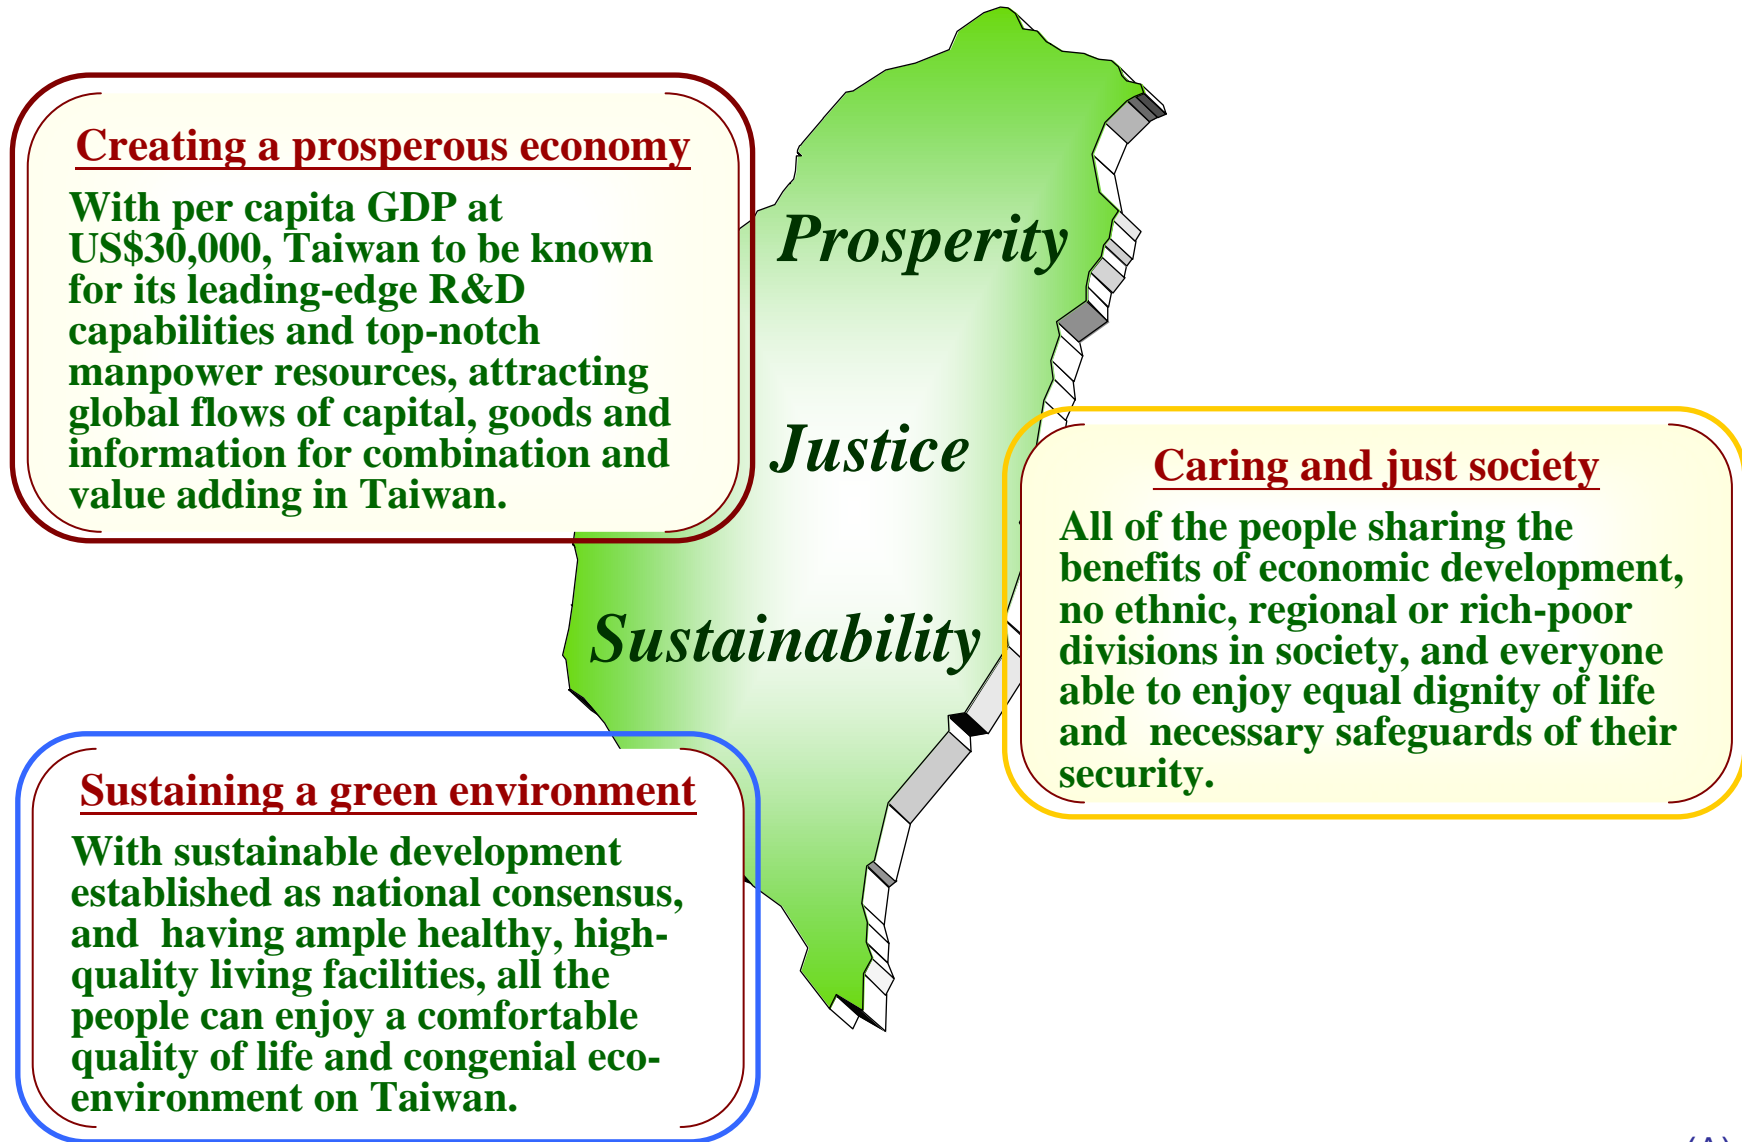 Creating a prosperous economy
With per capita GDP at
US$30,000, Taiwan to be known
for its leading-edge R&D
capabilities and top-notch
manpower resources, attracting
global flows of capital, goods and
information for combination and
value adding in Taiwan.
Prosperity
Justice
Sustainability
Caring and just society
All of the people sharing the
benefits of economic development,
no ethnic, regional or rich-poor
divisions in society, and everyone
able to enjoy equal dignity of life
and  necessary safeguards of their
security.
Sustaining a green environment
With sustainable development
established as national consensus,
and  having ample healthy, high-
quality living facilities, all the
people can enjoy a comfortable
quality of life and congenial eco-
environment on Taiwan.